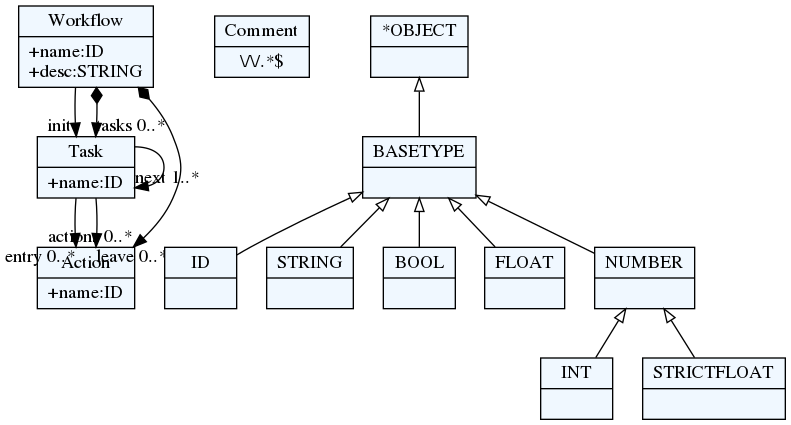 Workflow
+name:ID
+desc:STRING
Comment
\/\/.*$
*OBJECT
init
tasks 0..*
Task
+name:ID
next 1..*
BASETYPE
actions 0..*
entry 0..*
leave 0..*
Action
+name:ID
ID
STRING
BOOL
FLOAT
NUMBER
INT
STRICTFLOAT